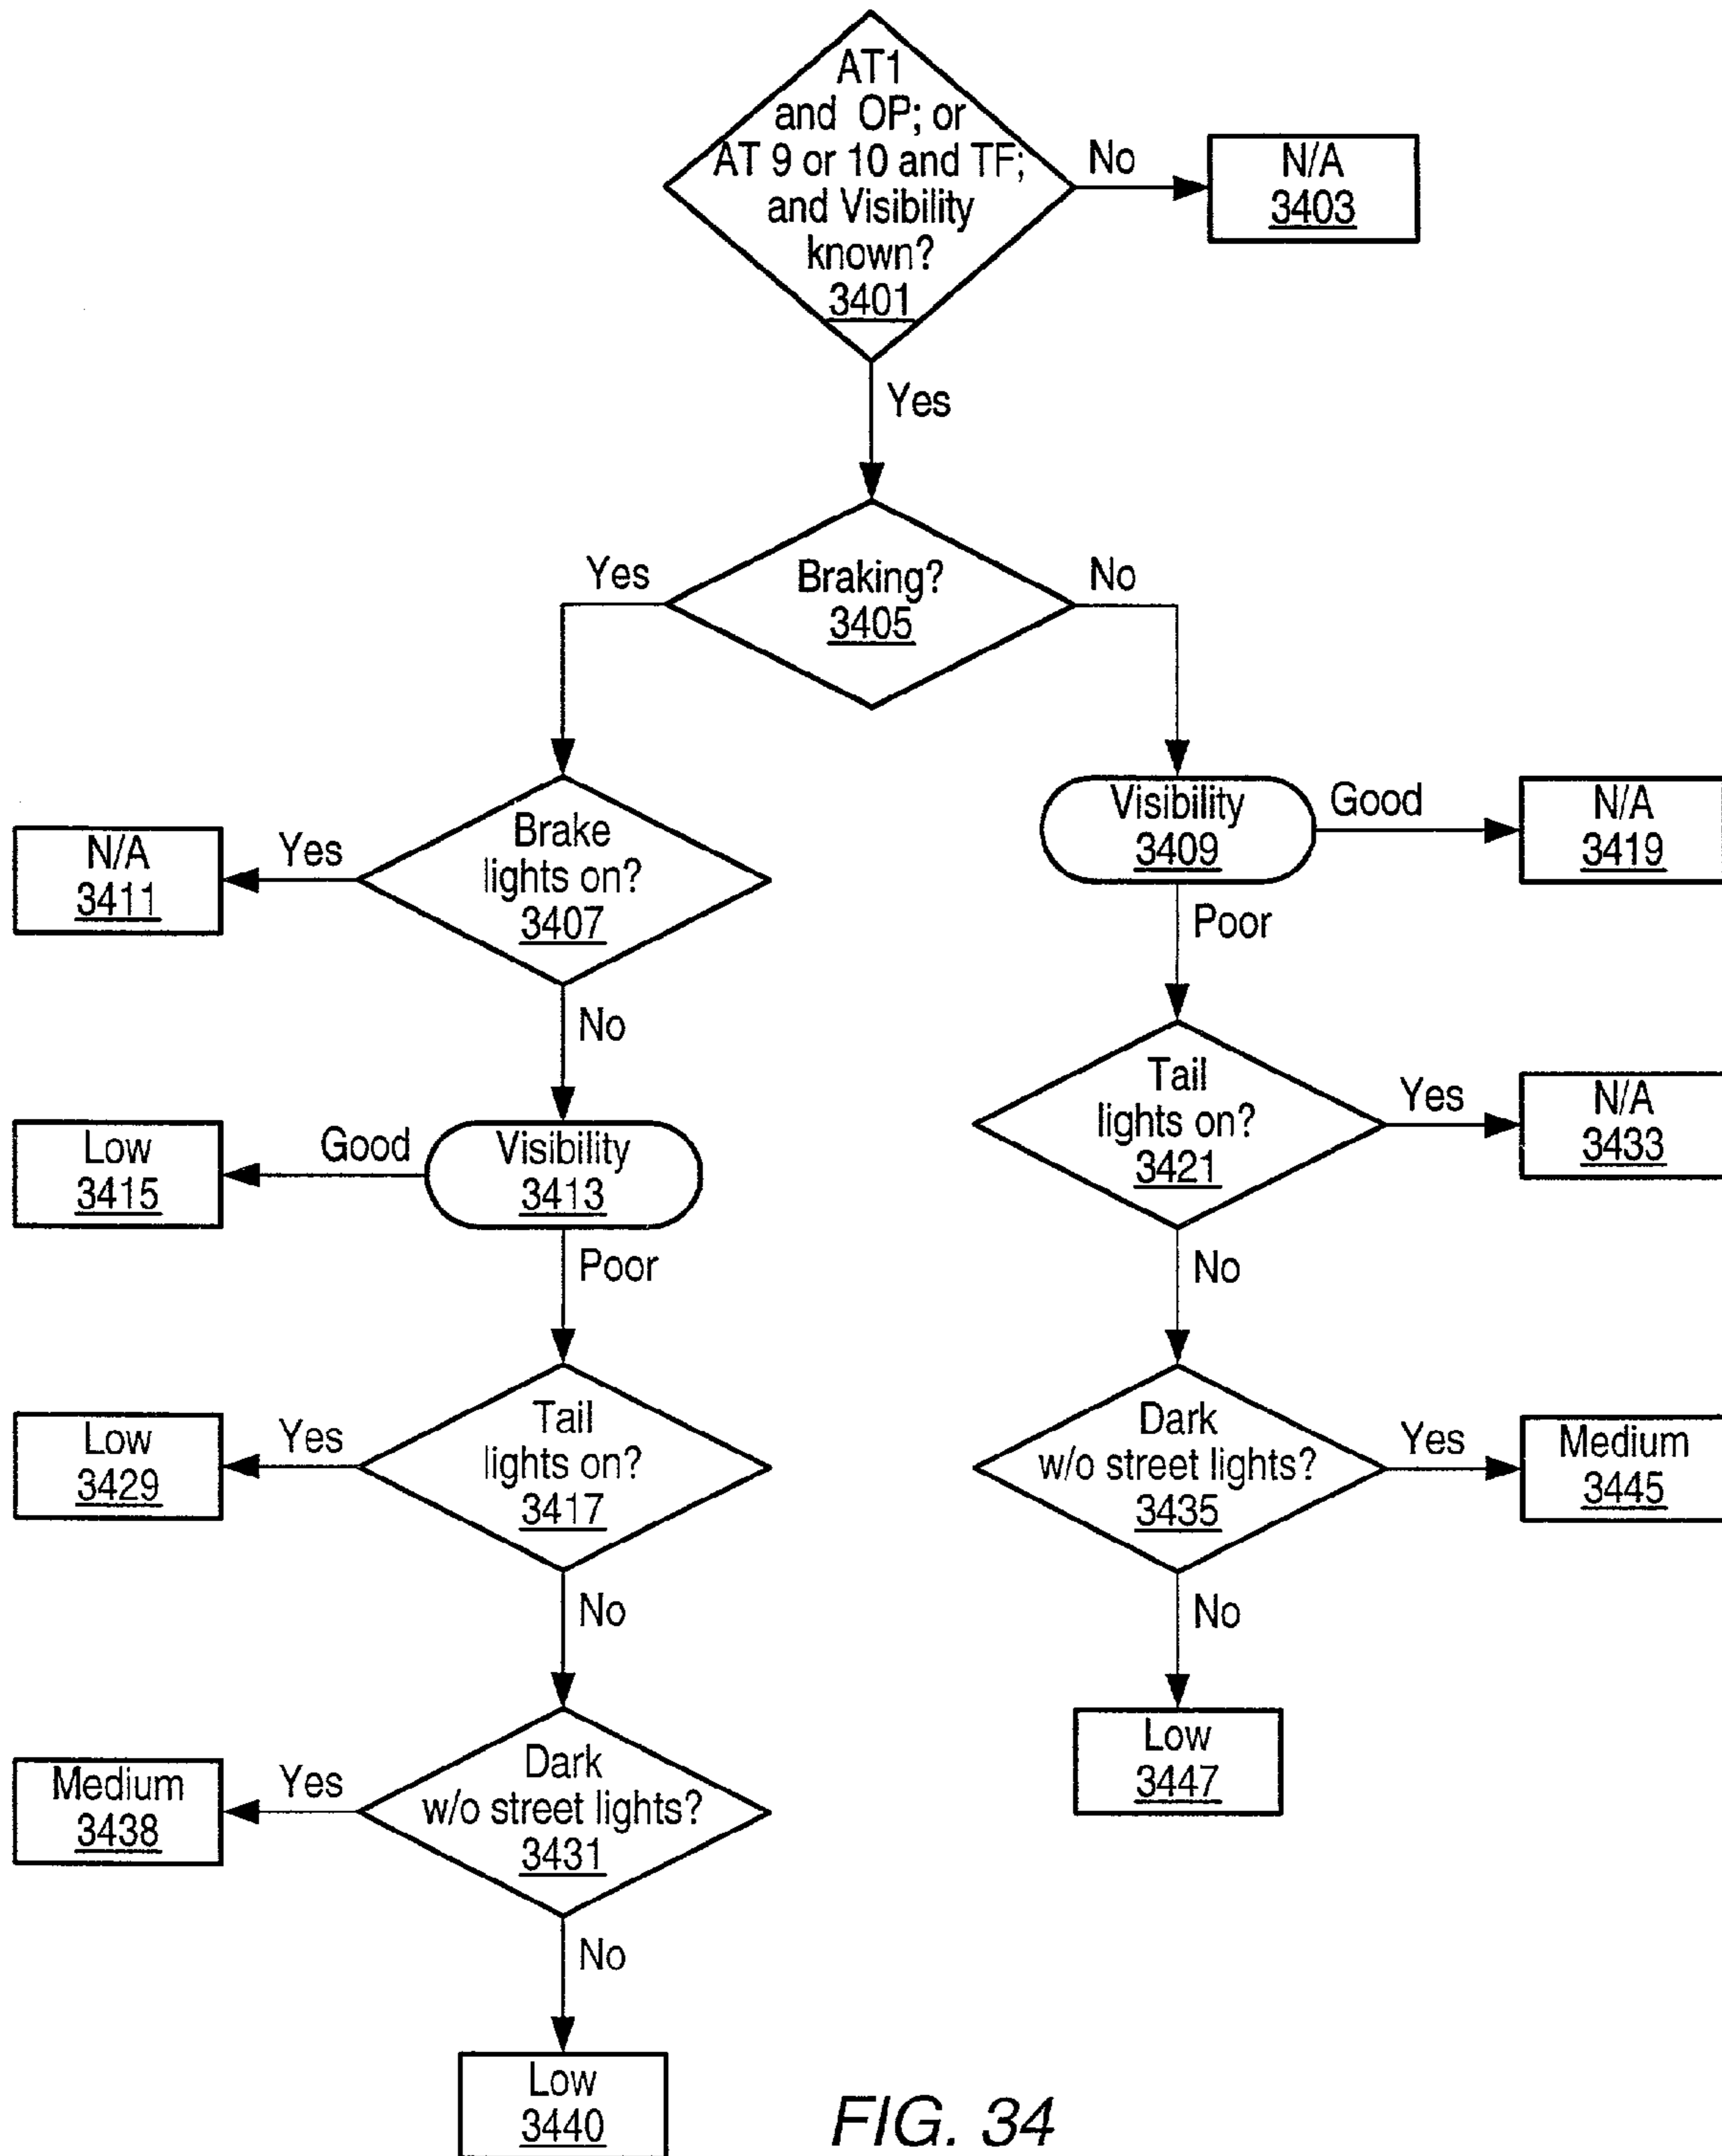 AT1
and OP; or
AT 9 or 10 and TF;
and Visibility
known?
3401
No
N/A
3403
Yes
Braking?
3405
Yes
No
Brake
lights on?
3407
Yes
N/A
3411
Visibility
3409
Good
N/A
3419
No
Poor
Visibility
3413
Good
Low
3415
Tail
lights on?
3421
Yes
N/A
3433
Poor
No
Tail
lights on?
3417
Yes
Low
3429
Dark
w/o street lights?
3435
Yes
Medium
3445
No
No
Dark
w/o street lights?
3431
Yes
Medium
3438
Low
3447
No
Low
3440
FIG. 34